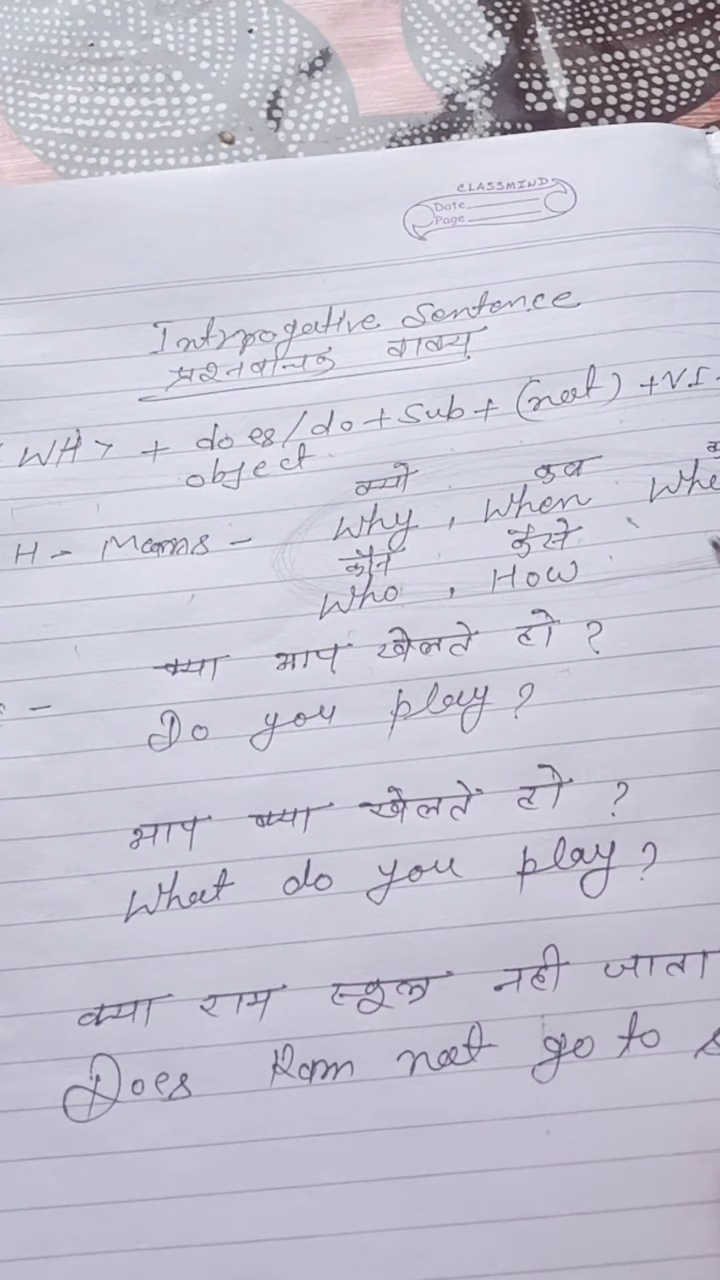 CLASSMIND
Date
Page
Intrrogative Sentence
प्रश्नवाचक वाक्य
WH > + does/do + Sub + (not) + V.I
object.
क्यो कब
H - Means - Why, When
कौन कैसे
Who, How
क्या आप खेलते हो?
Do you play?
आप क्या खेलते हो?
What do you play?
क्या राम स्कूल नही जाता
Does Ram not go to